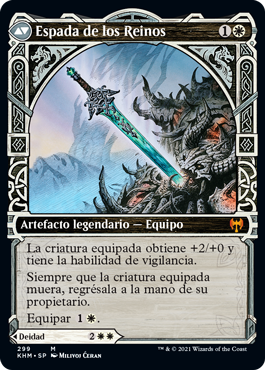 Espada de los Reinos 1
Artefacto legendario — Equipo
La criatura equipada obtiene +2/+0 y
tiene la habilidad de vigilancia.
Siempre que la criatura equipada
muera, regrésala a la mano de su
propietario.
Equipar 1.
Deidad 2
299 M
KHM • SP Milivoj Ćeran
™ & © 2021 Wizards of the Coast